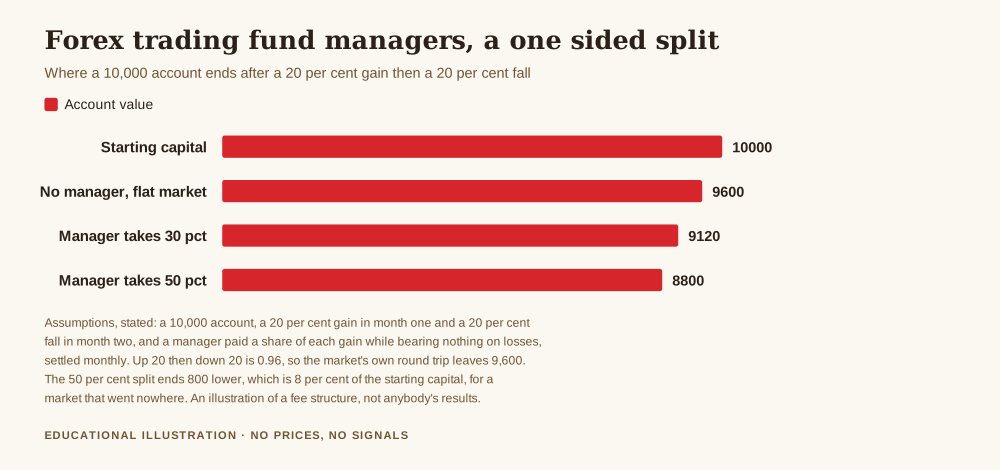 Forex trading fund managers, a one sided split
Where a 10,000 account ends after a 20 per cent gain then a 20 per cent fall
Account value
Starting capital 10000
No manager, flat market 9600
Manager takes 30 pct 9120
Manager takes 50 pct 8800
Assumptions, stated: a 10,000 account, a 20 per cent gain in month one and a 20 per cent
fall in month two, and a manager paid a share of each gain while bearing nothing on losses,
settled monthly. Up 20 then down 20 is 0.96, so the market's own round trip leaves 9,600.
The 50 per cent split ends 800 lower, which is 8 per cent of the starting capital, for a
market that went nowhere. An illustration of a fee structure, not anybody's results.
EDUCATIONAL ILLUSTRATION · NO PRICES, NO SIGNALS